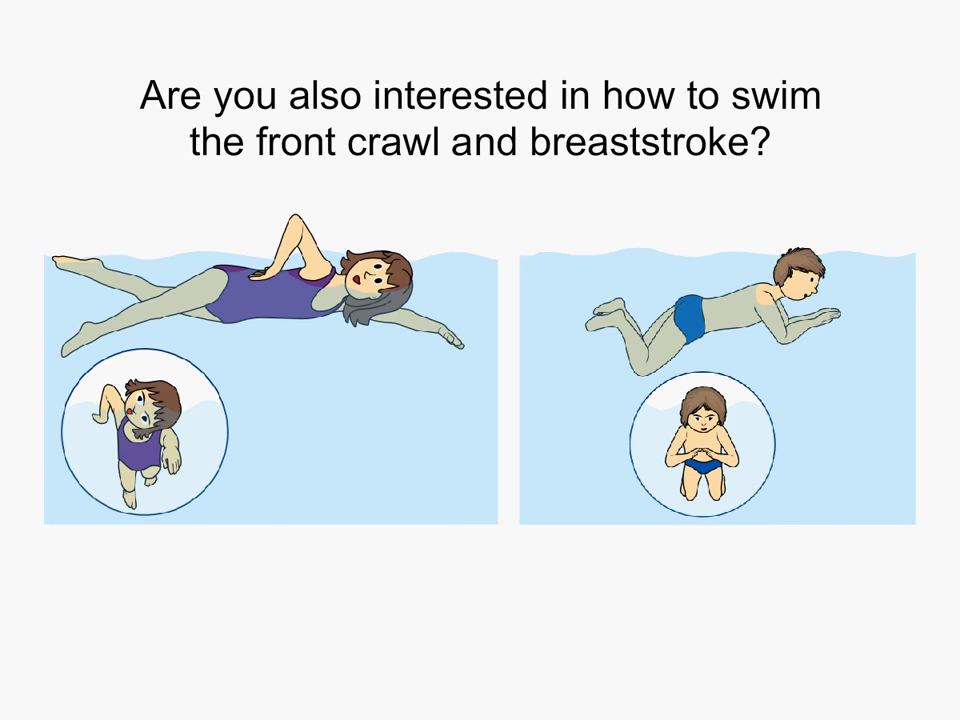 Are you also interested in how to swim
the front crawl and breaststroke?